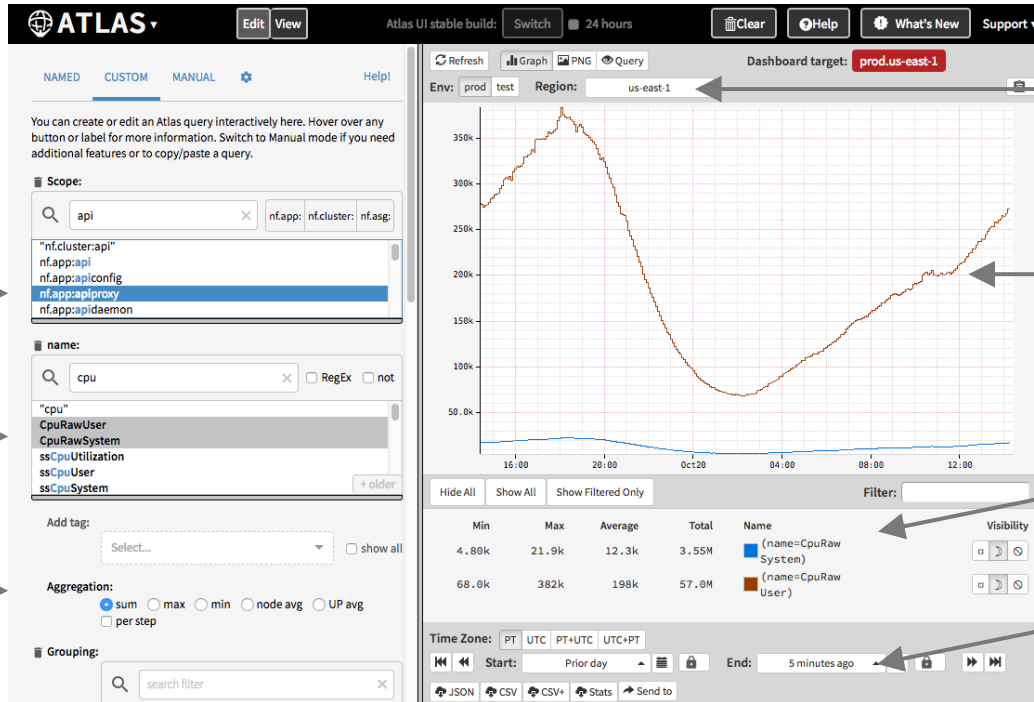 ATLAS
Edit View
Atlas UI stable build: Switch 24 hours
Clear
Help
What's New
Support
NAMED CUSTOM MANUAL Help!
You can create or edit an Atlas query interactively here. Hover over any
button or label for more information. Switch to Manual mode if you need
additional features or to copy/paste a query.
Scope:
api
nf.app: nf.cluster: nf.asg:
"nf.cluster:api"
nf.app:api
nf.app:apiconfig
nf.app:apiproxy
nf.app:apidaemon
name:
cpu
RegEx not
"cpu"
CpuRawUser
CpuRawSystem
ssCpuUtilization
ssCpuUser
ssCpuSystem
+older
Add tag:
Select...
show all
Aggregation:
sum max min node avg UP avg
per step
Grouping:
search filter
Refresh Graph PNG Query
Dashboard target: prod.us-east-1
Env: prod test Region: us-east-1
350k
300k
250k
200k
150k
100k
50.0k
16:00 20:00 Oct20 04:00 08:00 12:00
Hide All Show All Show Filtered Only
Filter:
Min Max Average Total Name Visibility
4.80k 21.9k 12.3k 3.55M (name=CpuRaw
System)
68.0k 382k 198k 57.0M (name=CpuRaw
User)
Time Zone: PT UTC PT+UTC UTC+PT
Start: Prior day
End: 5 minutes ago
JSON CSV CSV+ Stats Send to